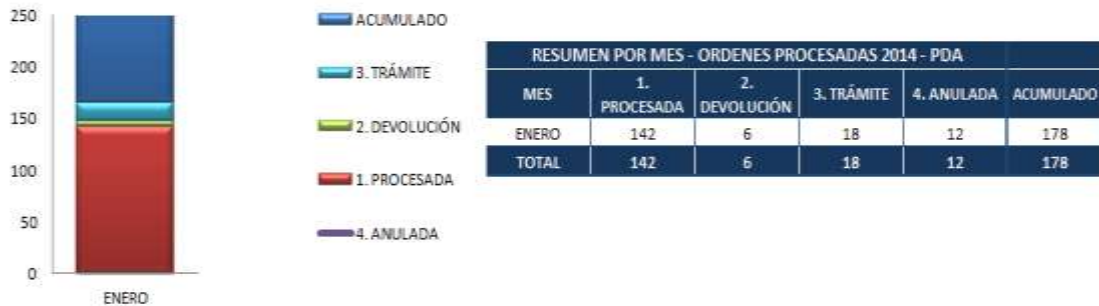 250
200
150
100
50
0
ENERO
ACUMULADO
3. TRÁMITE
2. DEVOLUCIÓN
1. PROCESADA
4. ANULADA
RESUMEN POR MES - ORDENES PROCESADAS 2014 - PDA
MES 1. PROCESADA 2. DEVOLUCIÓN 3. TRÁMITE 4. ANULADA ACUMULADO
ENERO 142 6 18 12 178
TOTAL 142 6 18 12 178